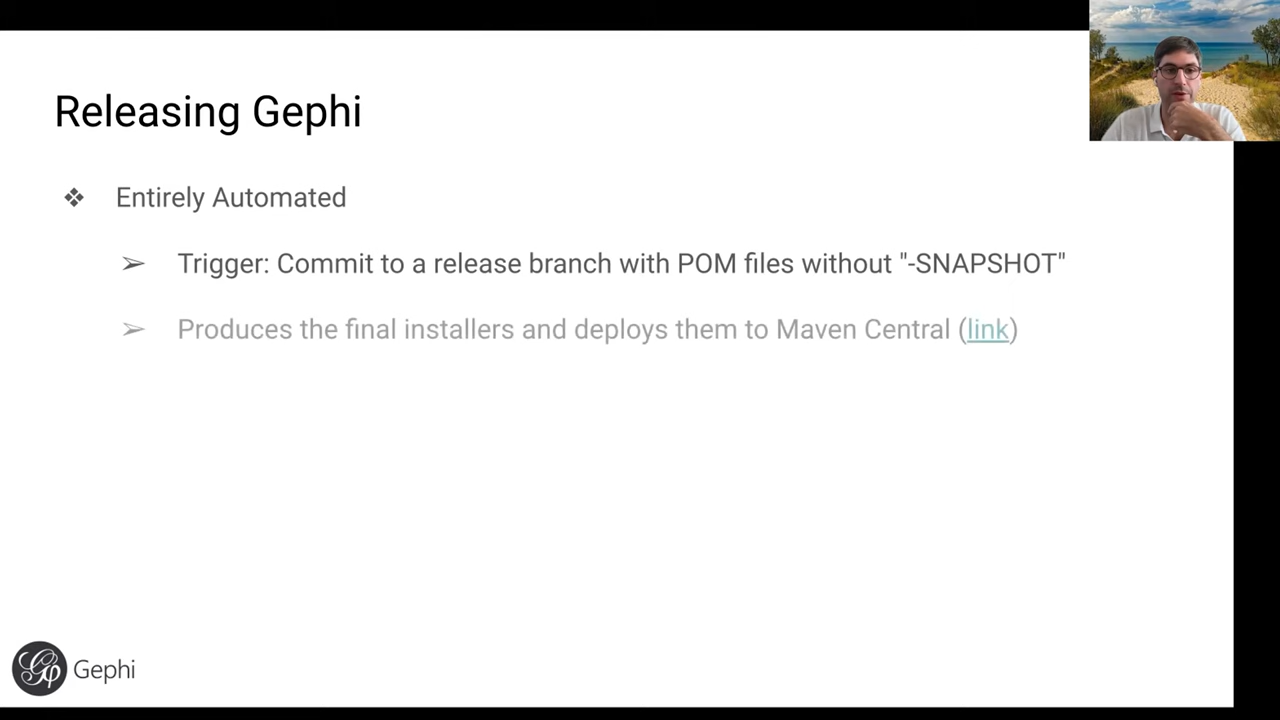 Releasing Gephi
❖ Entirely Automated
➢ Trigger: Commit to a release branch with POM files without "-SNAPSHOT"
➢ Produces the final installers and deploys them to Maven Central (link)
Gephi